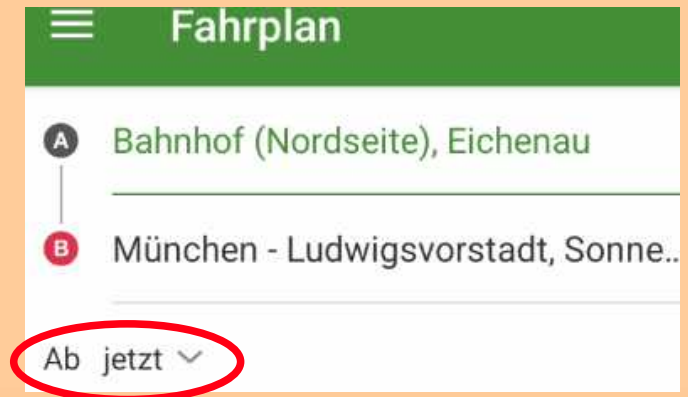 Fahrplan
A Bahnhof (Nordseite), Eichenau
B München - Ludwigsvorstadt, Sonne..
Ab jetzt